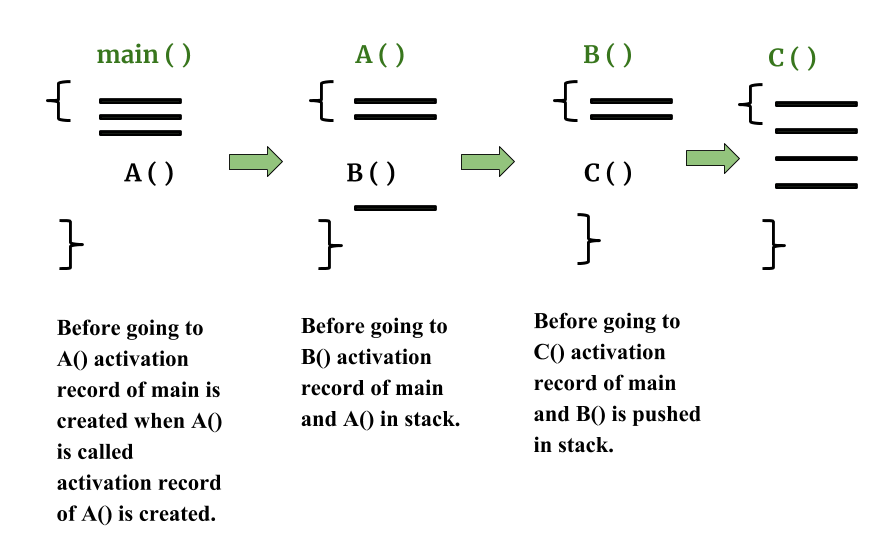 main ( )
A ( )
B ( )
C ( )
{
{
{
{
A ( )
B ( )
C ( )
}
}
}
}
Before going to
A() activation
record of main is
created when A()
is called
activation record
of A() is created.
Before going to
B() activation
record of main
and A() in stack.
Before going to
C() activation
record of main
and B() is pushed
in stack.